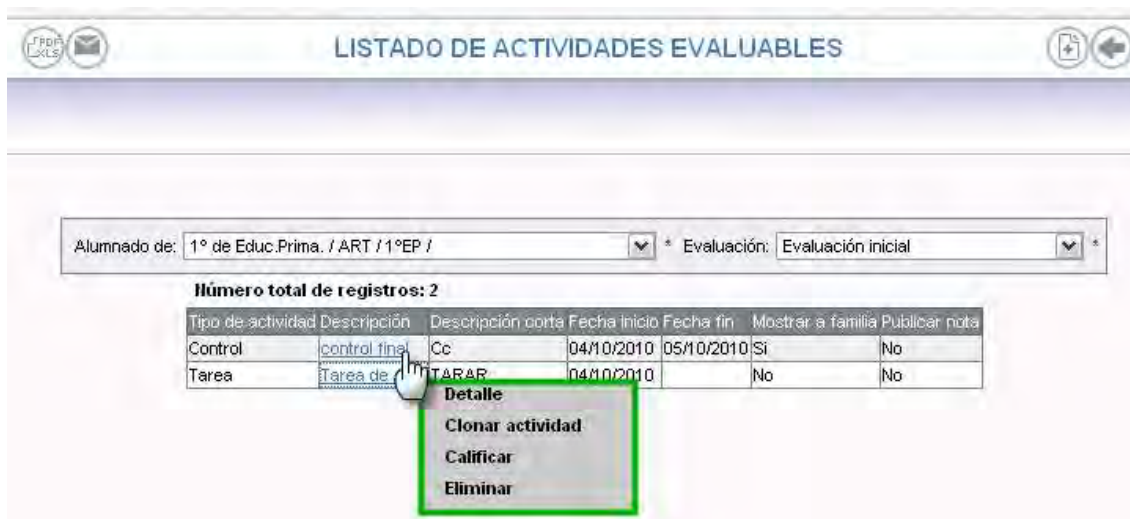 PDF
XLS
LISTADO DE ACTIVIDADES EVALUABLES
Alumnado de: 1º de Educ.Prima. / ART / 1ºEP / * Evaluación: Evaluación inicial *
Número total de registros: 2
Tipo de actividad Descripción Descripción corta Fecha inicio Fecha fin Mostrar a familia Publicar nota
Control control final Cc 04/10/2010 05/10/2010 Si No
Tarea Tarea de TARAR 04/10/2010 No No
Detalle
Clonar actividad
Calificar
Eliminar